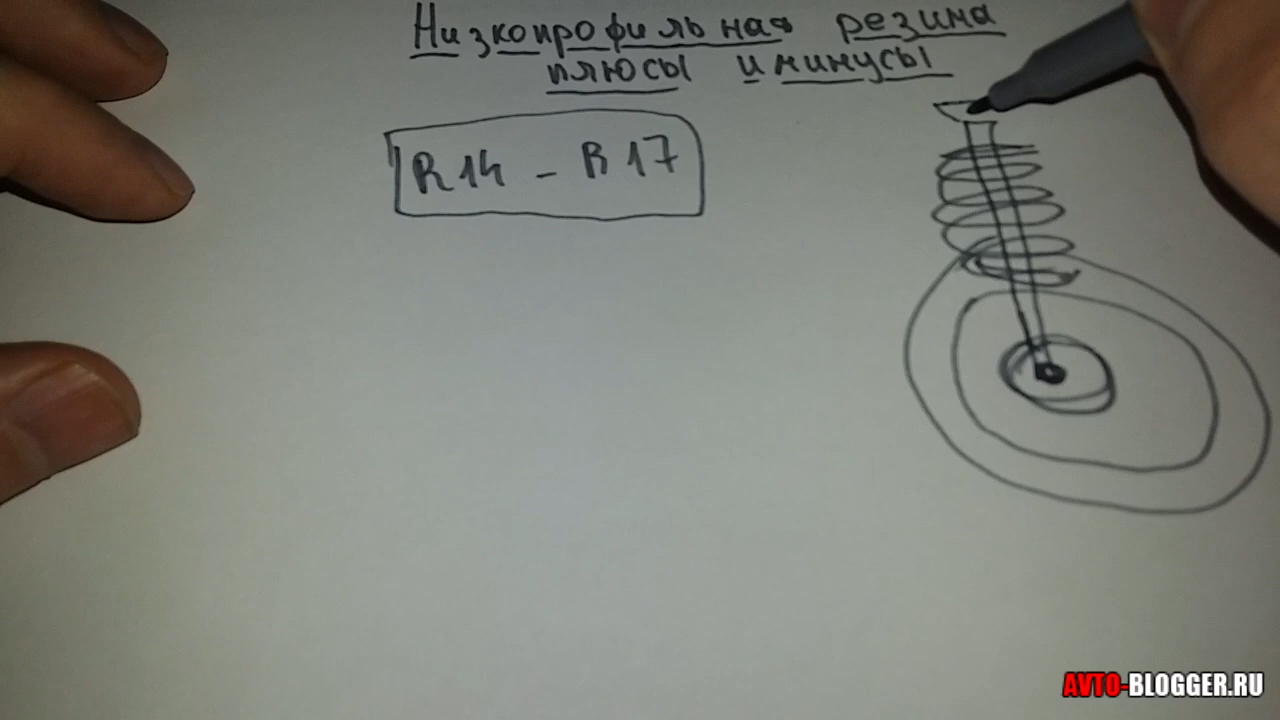 Низкопрофильная резина
плюсы и минусы
R14 - R17
AVTO-BLOGGER.RU